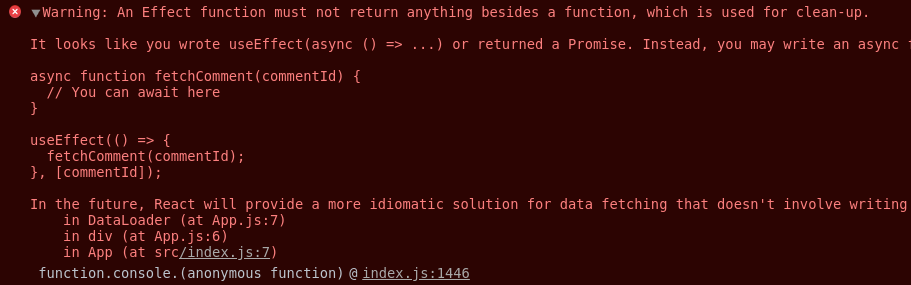 Warning: An Effect function must not return anything besides a function, which is used for clean-up.
It looks like you wrote useEffect(async () => ...) or returned a Promise. Instead, you may write an async
async function fetchComment(commentId) {
// You can await here
}
useEffect(() => {
fetchComment(commentId);
}, [commentId]);
In the future, React will provide a more idiomatic solution for data fetching that doesn't involve writing
in DataLoader (at App.js:7)
in div (at App.js:6)
in App (at src/index.js:7)
function.console.(anonymous function) @ index.js:1446